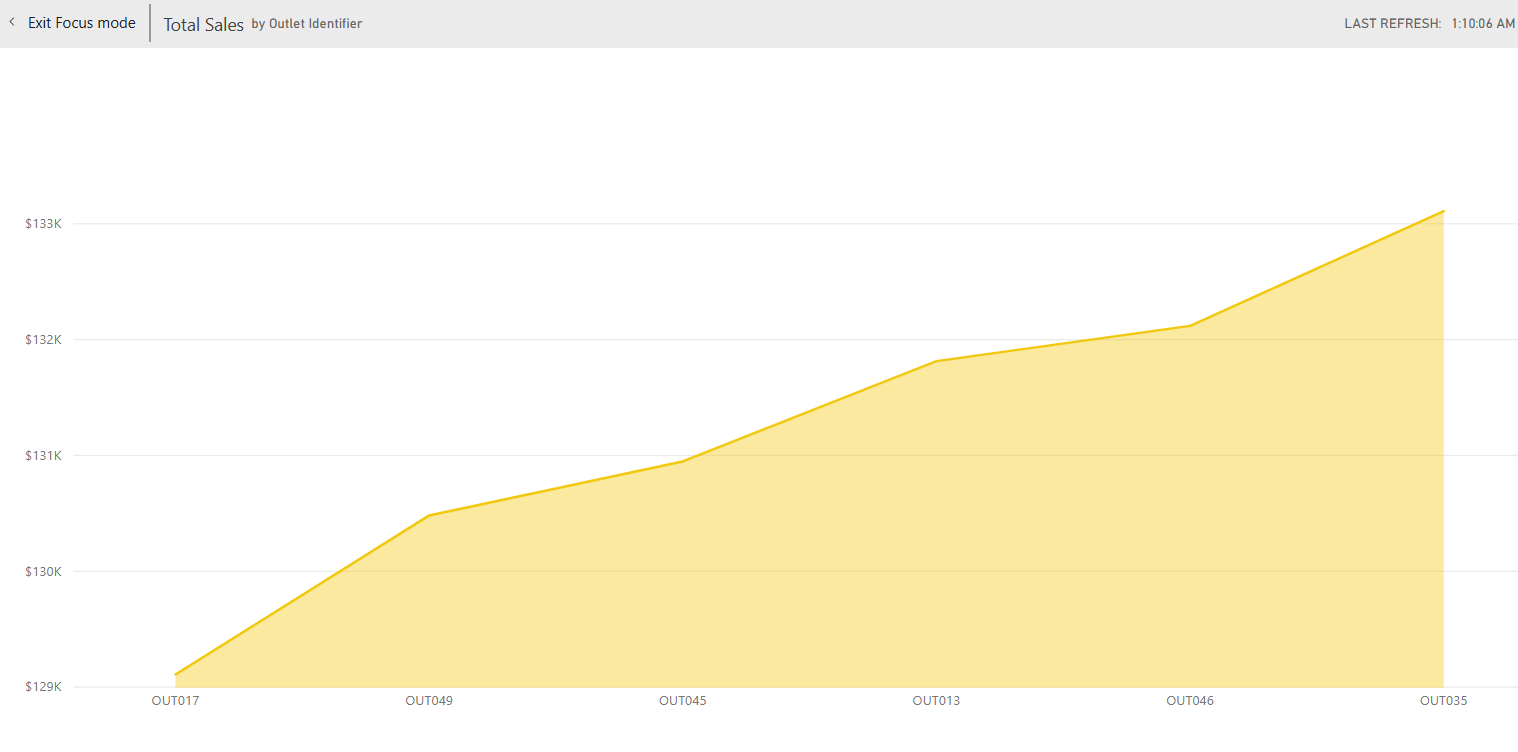 Exit Focus mode Total Sales by Outlet Identifier LAST REFRESH: 1:10:06 AM
$133K
$132K
$131K
$130K
$129K
OUT017 OUT049 OUT045 OUT013 OUT046 OUT035